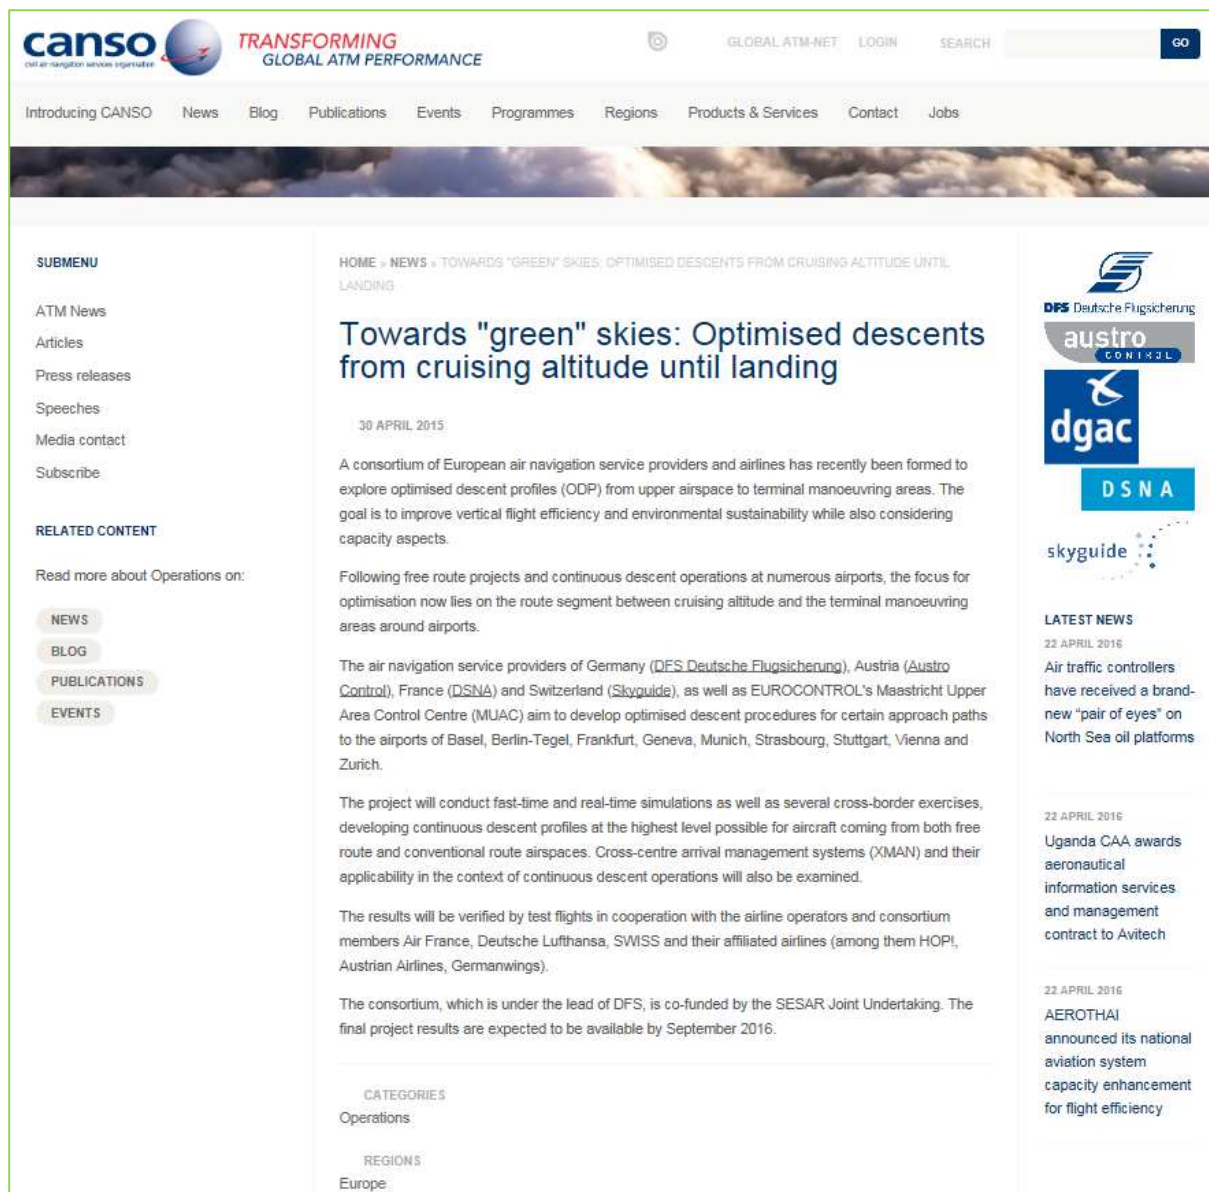 canso
civil air navigation services organisation
TRANSFORMING
GLOBAL ATM PERFORMANCE
GLOBAL ATM-NET LOGIN SEARCH GO
Introducing CANSO News Blog Publications Events Programmes Regions Products & Services Contact Jobs
SUBMENU
ATM News
Articles
Press releases
Speeches
Media contact
Subscribe
RELATED CONTENT
Read more about Operations on:
NEWS
BLOG
PUBLICATIONS
EVENTS
HOME » NEWS » TOWARDS "GREEN" SKIES: OPTIMISED DESCENTS FROM CRUISING ALTITUDE UNTIL
LANDING
Towards "green" skies: Optimised descents
from cruising altitude until landing
30 APRIL 2015
A consortium of European air navigation service providers and airlines has recently been formed to
explore optimised descent profiles (ODP) from upper airspace to terminal manoeuvring areas. The
goal is to improve vertical flight efficiency and environmental sustainability while also considering
capacity aspects.
Following free route projects and continuous descent operations at numerous airports, the focus for
optimisation now lies on the route segment between cruising altitude and the terminal manoeuvring
areas around airports.
The air navigation service providers of Germany (DFS Deutsche Flugsicherung), Austria (Austro
Control), France (DSNA) and Switzerland (Skyguide), as well as EUROCONTROL's Maastricht Upper
Area Control Centre (MUAC) aim to develop optimised descent procedures for certain approach paths
to the airports of Basel, Berlin-Tegel, Frankfurt, Geneva, Munich, Strasbourg, Stuttgart, Vienna and
Zurich.
The project will conduct fast-time and real-time simulations as well as several cross-border exercises,
developing continuous descent profiles at the highest level possible for aircraft coming from both free
route and conventional route airspaces. Cross-centre arrival management systems (XMAN) and their
applicability in the context of continuous descent operations will also be examined.
The results will be verified by test flights in cooperation with the airline operators and consortium
members Air France, Deutsche Lufthansa, SWISS and their affiliated airlines (among them HOP!,
Austrian Airlines, Germanwings).
The consortium, which is under the lead of DFS, is co-funded by the SESAR Joint Undertaking. The
final project results are expected to be available by September 2016.
CATEGORIES
Operations
REGIONS
Europe
DFS Deutsche Flugsicherung
austro
CONTROL
dgac
DSNA
skyguide
LATEST NEWS
22 APRIL 2016
Air traffic controllers
have received a brand-
new “pair of eyes” on
North Sea oil platforms
22 APRIL 2016
Uganda CAA awards
aeronautical
information services
and management
contract to Avitech
22 APRIL 2016
AEROTHAI
announced its national
aviation system
capacity enhancement
for flight efficiency